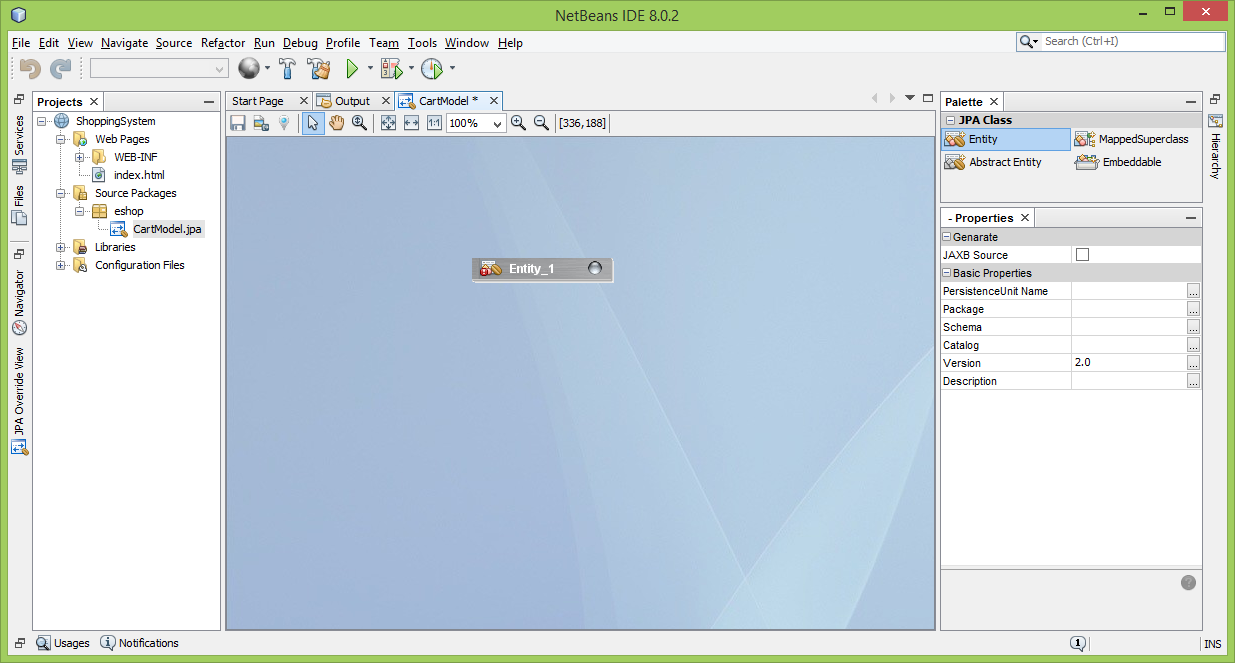 NetBeans IDE 8.0.2
File Edit View Navigate Source Refactor Run Debug Profile Team Tools Window Help
Search (Ctrl+I)
Services
Files
Navigator
JPA Override View
Projects
ShoppingSystem
Web Pages
WEB-INF
index.html
Source Packages
eshop
CartModel.jpa
Libraries
Configuration Files
Start Page Output CartModel *
1:1 100% [336,188]
Entity_1
Palette
JPA Class
Entity MappedSuperclass
Abstract Entity Embeddable
- Properties
Genarate
JAXB Source
Basic Properties
PersistenceUnit Name ...
Package ...
Schema ...
Catalog ...
Version 2.0 ...
Description ...
?
Hierarchy
Usages Notifications
1 INS